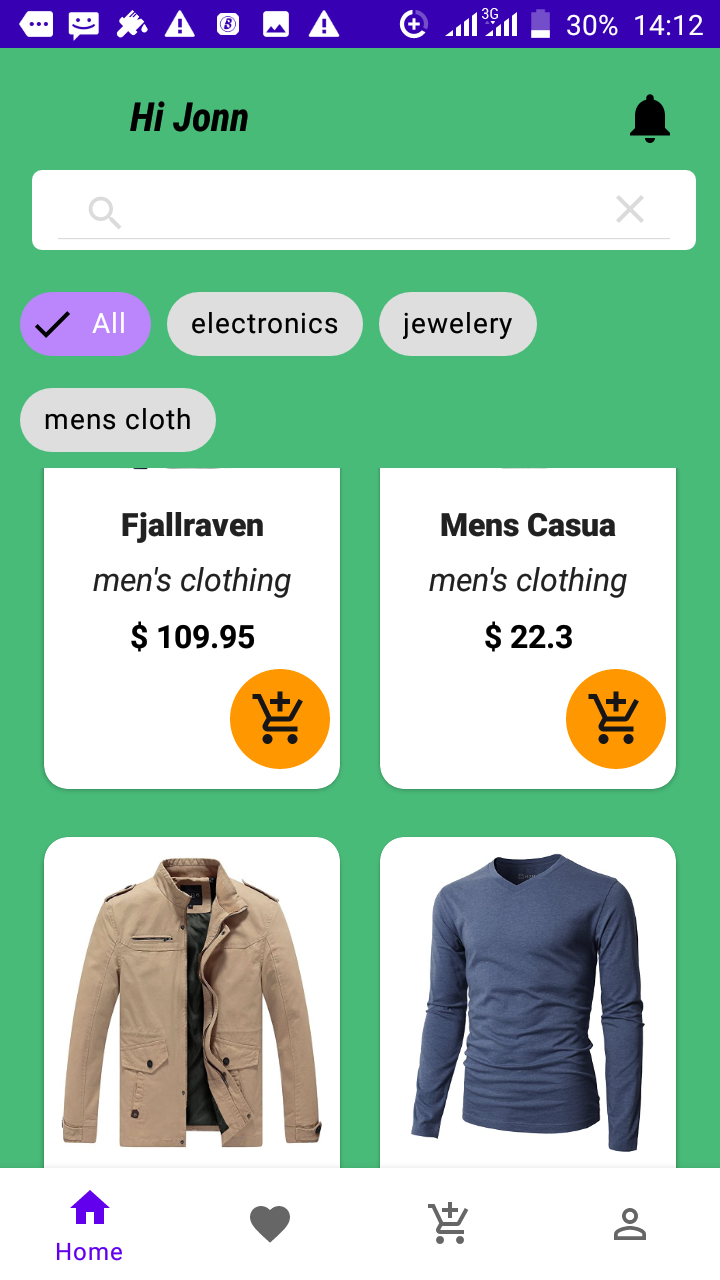 3G 30% 14:12
Hi Jonn
All electronics jewelery
mens cloth
Fjallraven Mens Casua
men's clothing men's clothing
$ 109.95 $ 22.3
Home